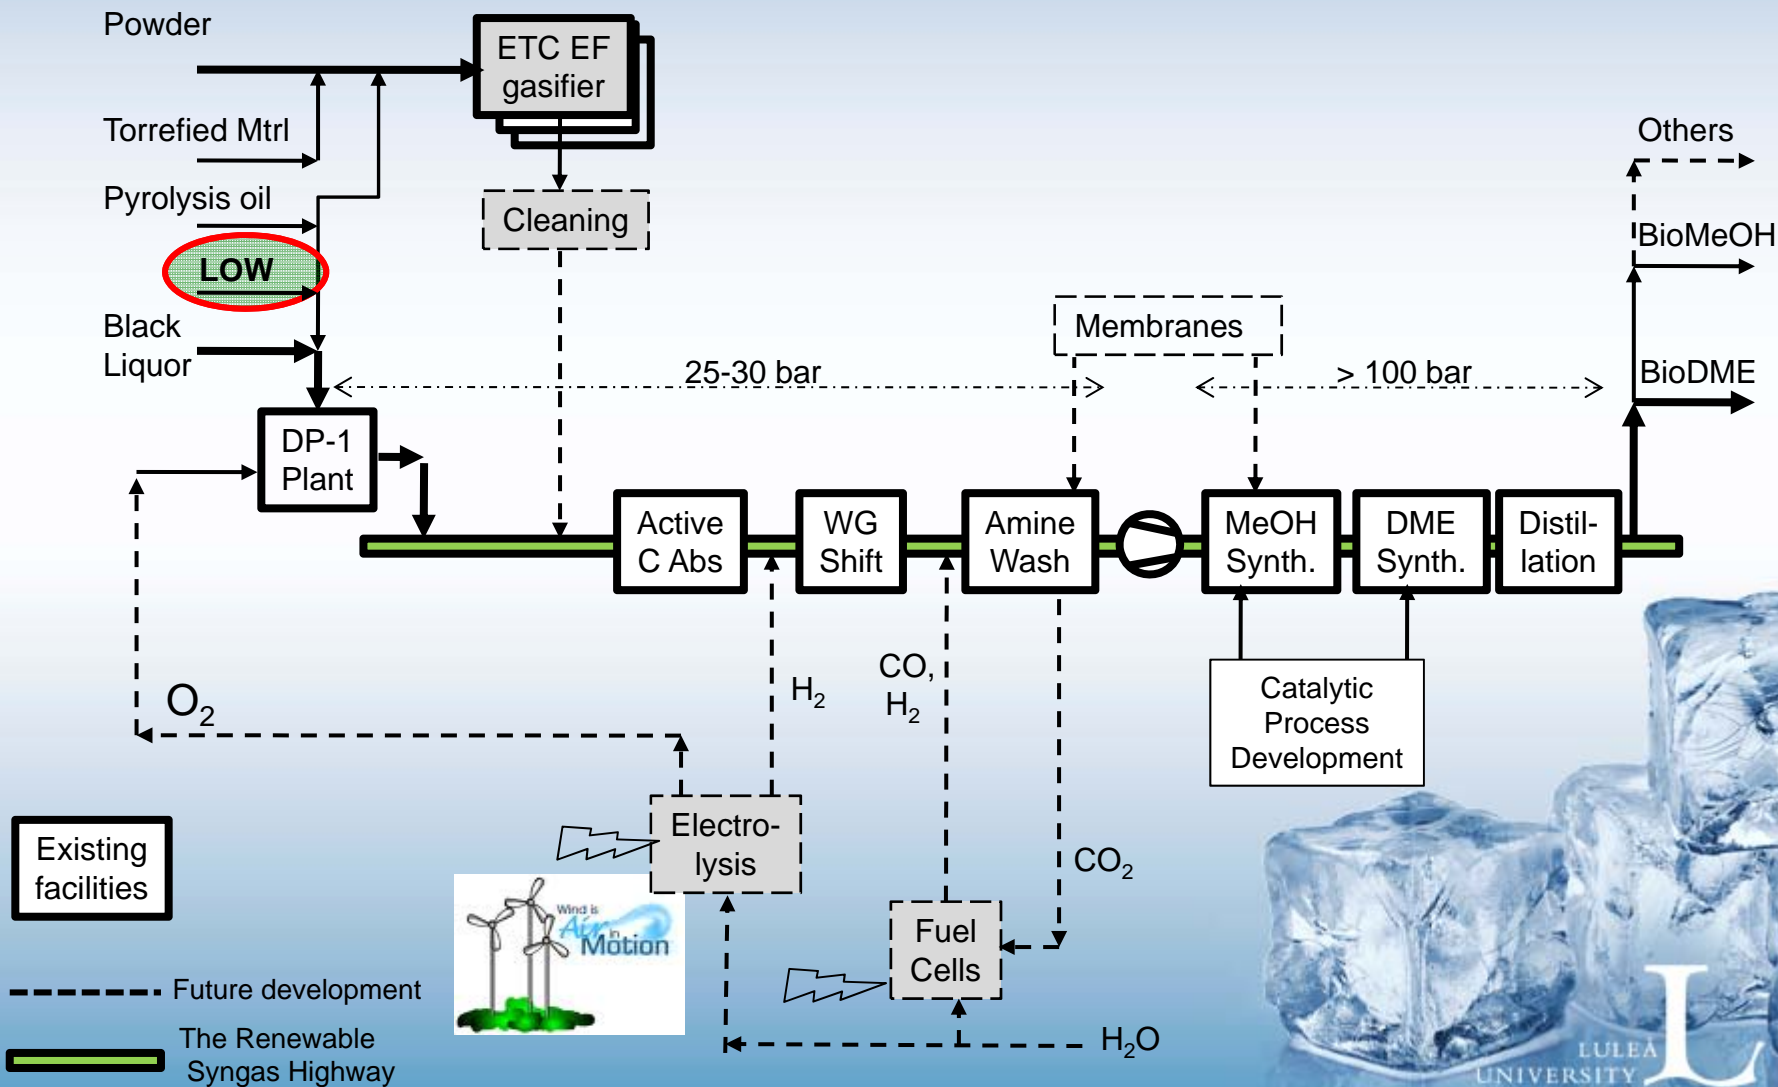 Powder
ETC EF
gasifier
Torrefied Mtrl
Pyrolysis oil
LOW
Black
Liquor
Cleaning
Others
BioMeOH
BioDME
Membranes
25-30 bar
> 100 bar
DP-1
Plant
Active
C Abs
WG
Shift
Amine
Wash
MeOH
Synth.
DME
Synth.
Distil-
lation
O₂
H₂
CO,
H₂
Catalytic
Process
Development
Electro-
lysis
CO₂
Fuel
Cells
H₂O
Wind is
Air in
Motion
Existing
facilities
Future development
The Renewable
Syngas Highway
L
LULEÅ
UNIVERSITY